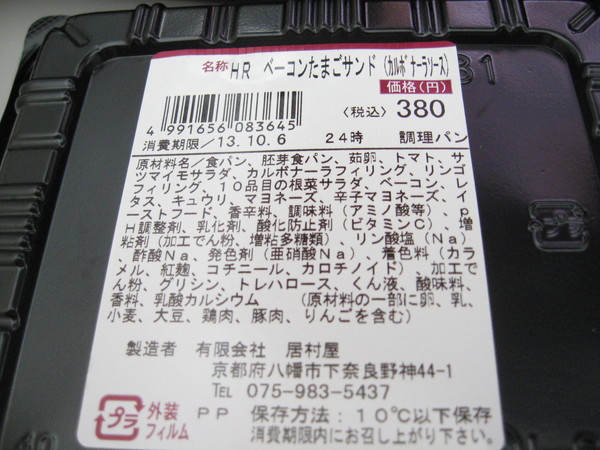 31
名称 HR ベーコンたまごサンド (カルボナーラソース)
価格(円)
〈税込〉 380
4 991656 083645
消費期限/13.10.6 24時 調理パン
原材料名/食パン、胚芽食パン、茹卵、トマト、サ
ツマイモサラダ、カルボナーラフィリング、リンゴ
フィリング、10品目の根菜サラダ、ベーコン、レ
タス、キュウリ、マヨネーズ、辛子マヨネーズ、イ
ーストフード、香辛料、調味料(アミノ酸等)、p
H調整剤、乳化剤、酸化防止剤(ビタミンC)、増
粘剤(加工でん粉、増粘多糖類)、リン酸塩(Na)
、酢酸Na、発色剤(亜硝酸Na)、着色料(カラ
メル、紅麹、コチニール、カロチノイド)、加工で
ん粉、グリシン、トレハロース、くん液、酸味料、
香料、乳酸カルシウム (原材料の一部に卵、乳、
小麦、大豆、鶏肉、豚肉、りんごを含む)
製造者 有限会社 居村屋
京都府八幡市下奈良野神44-1
TEL 075-983-5437
プラ 外装 フィルム PP 保存方法:10℃以下保存
消費期限内にお召し上がり下さい。